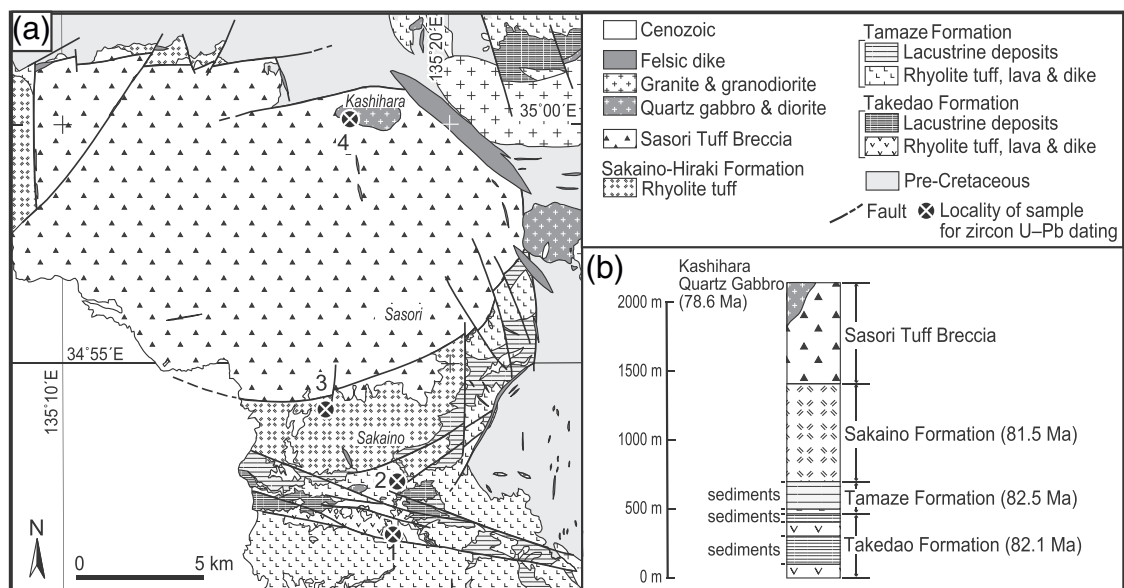 (a)
135°20´E
35°00´E
Kashihara
4
Sasori
34°55´E
135°10´E
3
Sakaino
2
1
N
0
5 km
Cenozoic
Felsic dike
Granite & granodiorite
Quartz gabbro & diorite
Sasori Tuff Breccia
Sakaino-Hiraki Formation
Rhyolite tuff
Tamaze Formation
Lacustrine deposits
Rhyolite tuff, lava & dike
Takedao Formation
Lacustrine deposits
Rhyolite tuff, lava & dike
Pre-Cretaceous
Fault
Locality of sample
for zircon U–Pb dating
(b)
Kashihara
Quartz Gabbro
(78.6 Ma)
2000 m
1500 m
1000 m
500 m
0 m
sediments
sediments
sediments
Sasori Tuff Breccia
Sakaino Formation (81.5 Ma)
Tamaze Formation (82.5 Ma)
Takedao Formation (82.1 Ma)